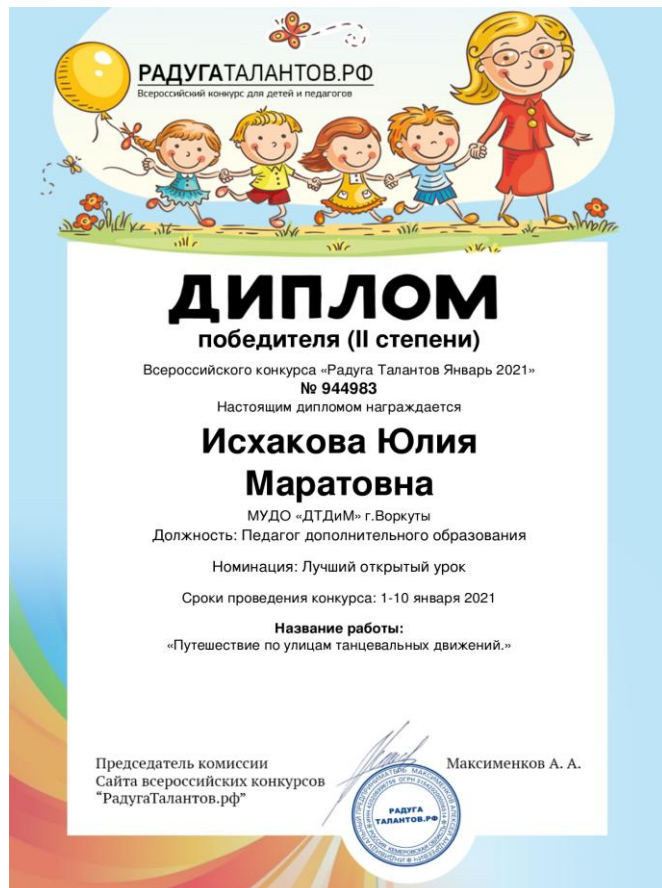 РАДУГАТАЛАНТОВ.РФ
Всероссийский конкурс для детей и педагогов
ДИПЛОМ
победителя (II степени)
Всероссийского конкурса «Радуга Талантов Январь 2021»
№ 944983
Настоящим дипломом награждается
Исхакова Юлия
Маратовна
МУДО «ДТДиМ» г.Воркуты
Должность: Педагог дополнительного образования
Номинация: Лучший открытый урок
Сроки проведения конкурса: 1-10 января 2021
Название работы:
«Путешествие по улицам танцевальных движений.»
Председатель комиссии
Сайта всероссийских конкурсов
“РадугаТалантов.рф”
Максименков А. А.
РАДУГА
ТАЛАНТОВ.РФ